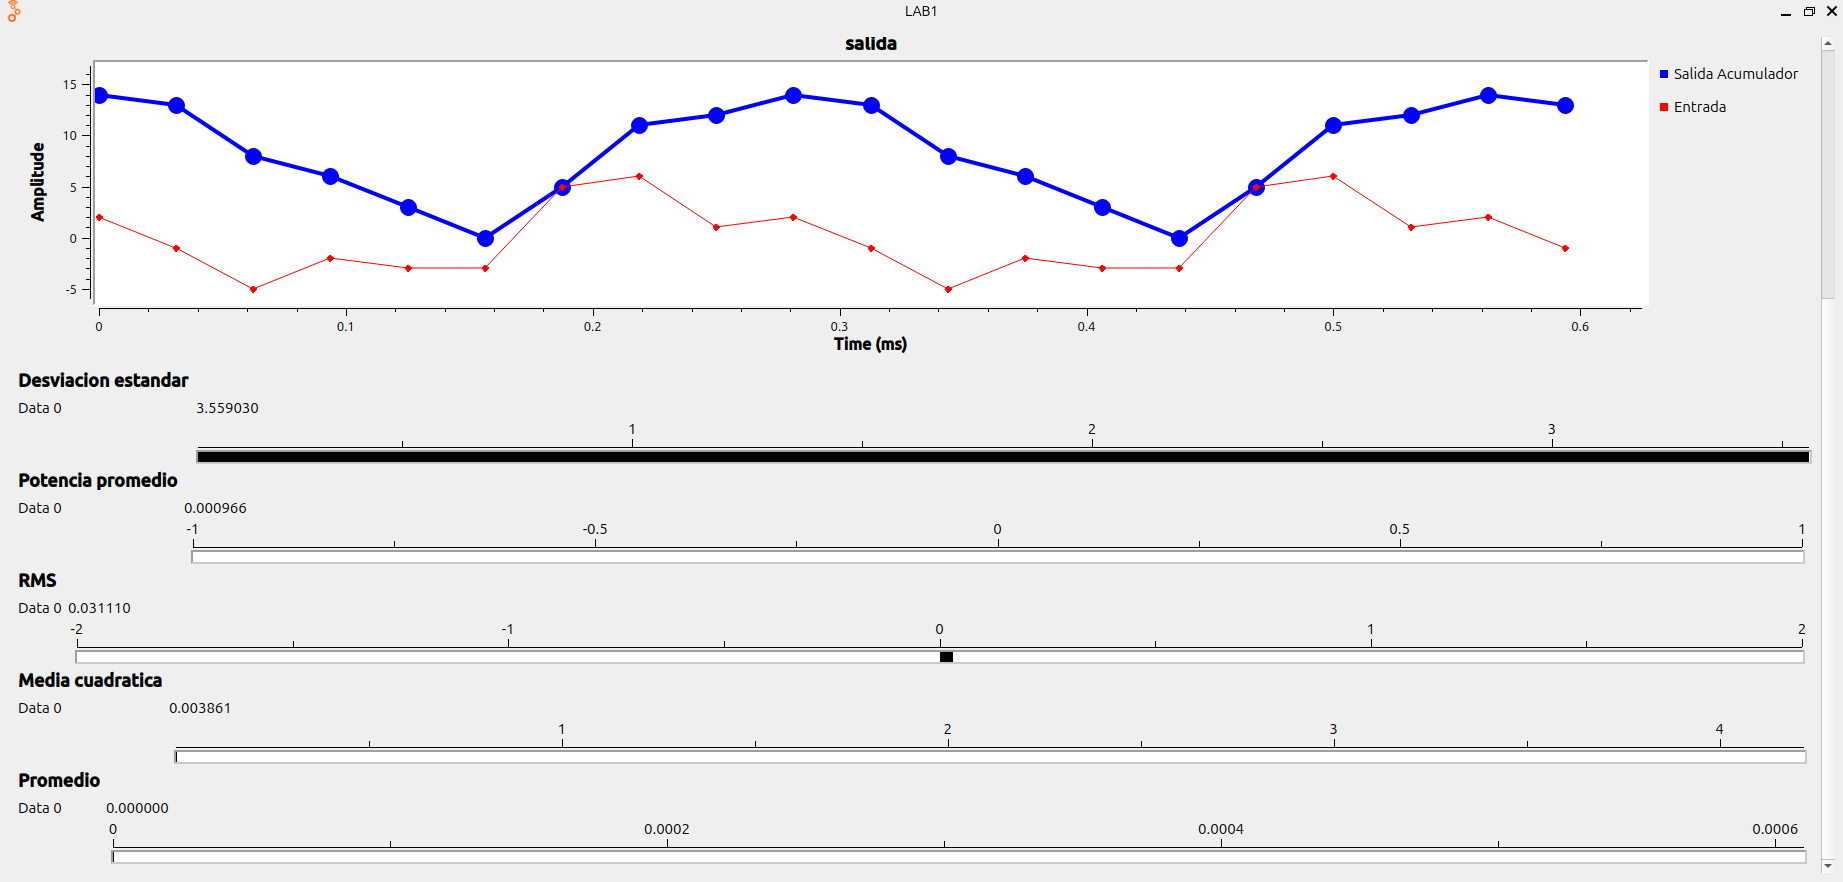 LAB1
salida
Salida Acumulador
Entrada
Amplitude
15
10
5
0
-5
0 0.1 0.2 0.3 0.4 0.5 0.6
Time (ms)
Desviacion estandar
Data 0 3.559030
1 2 3
Potencia promedio
Data 0 0.000966
-1 -0.5 0 0.5 1
RMS
Data 0 0.031110
-2 -1 0 1 2
Media cuadratica
Data 0 0.003861
1 2 3 4
Promedio
Data 0 0.000000
0 0.0002 0.0004 0.0006